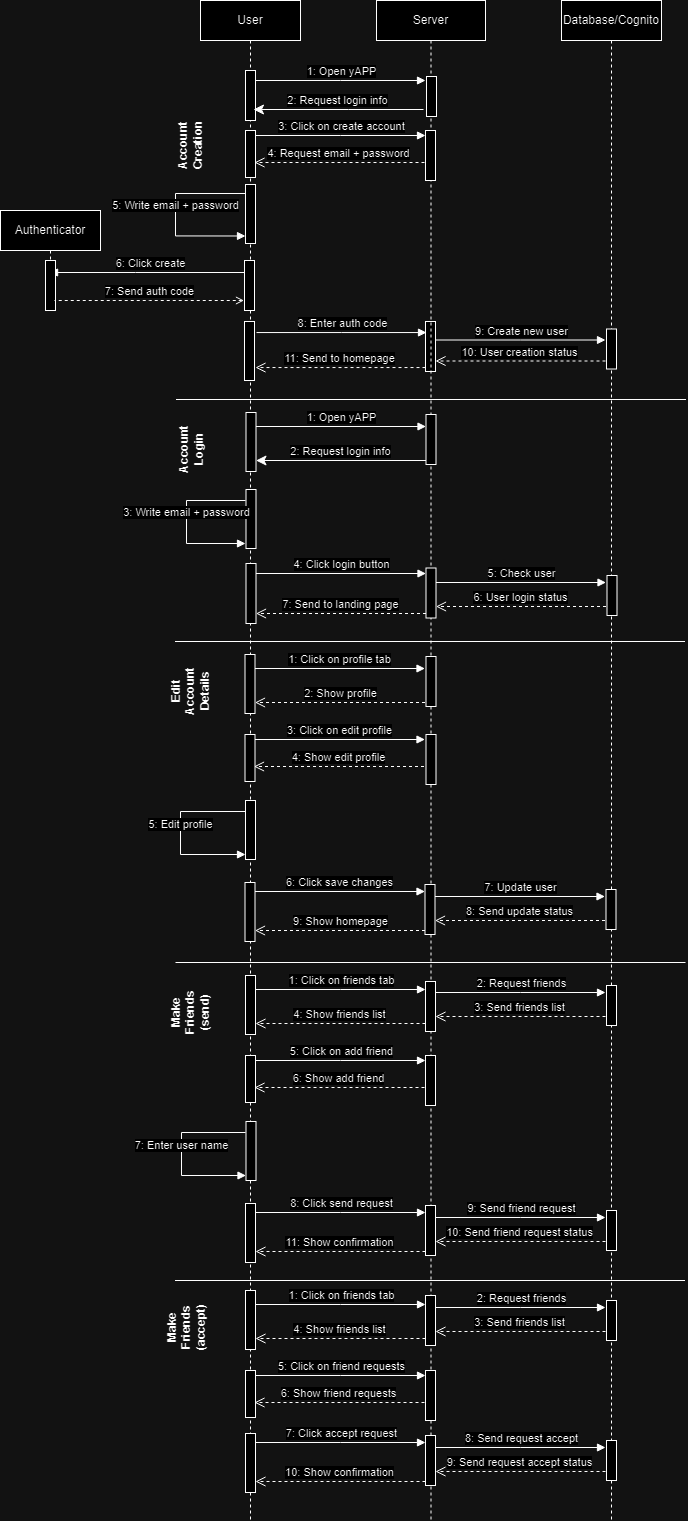 User
Server
Database/Cognito
1: Open yAPP
2: Request login info
Account
Creation
3: Click on create account
4: Request email + password
5: Write email + password
Authenticator
6: Click create
7: Send auth code
8: Enter auth code
9: Create new user
10: User creation status
11: Send to homepage
Account
Login
1: Open yAPP
2: Request login info
3: Write email + password
4: Click login button
5: Check user
6: User login status
7: Send to landing page
Edit
Account
Details
1: Click on profile tab
2: Show profile
3: Click on edit profile
4: Show edit profile
5: Edit profile
6: Click save changes
7: Update user
8: Send update status
9: Show homepage
Make
Friends
(send)
1: Click on friends tab
2: Request friends
3: Send friends list
4: Show friends list
5: Click on add friend
6: Show add friend
7: Enter user name
8: Click send request
9: Send friend request
10: Send friend request status
11: Show confirmation
Make
Friends
(accept)
1: Click on friends tab
2: Request friends
3: Send friends list
4: Show friends list
5: Click on friend requests
6: Show friend requests
7: Click accept request
8: Send request accept
9: Send request accept status
10: Show confirmation